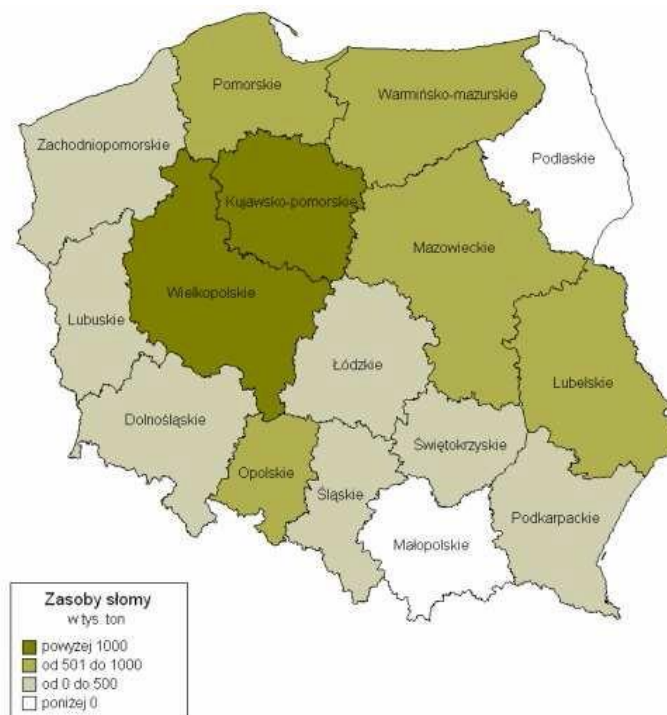 Pomorskie
Warmińsko-mazurskie
Zachodniopomorskie
Podlaskie
Kujawsko-pomorskie
Mazowieckie
Wielkopolskie
Lubuskie
Łódzkie
Lubelskie
Dolnośląskie
Świętokrzyskie
Opolskie
Śląskie
Podkarpackie
Małopolskie
Zasoby słomy
w tys. ton
powyżej 1000
od 501 do 1000
od 0 do 500
poniżej 0